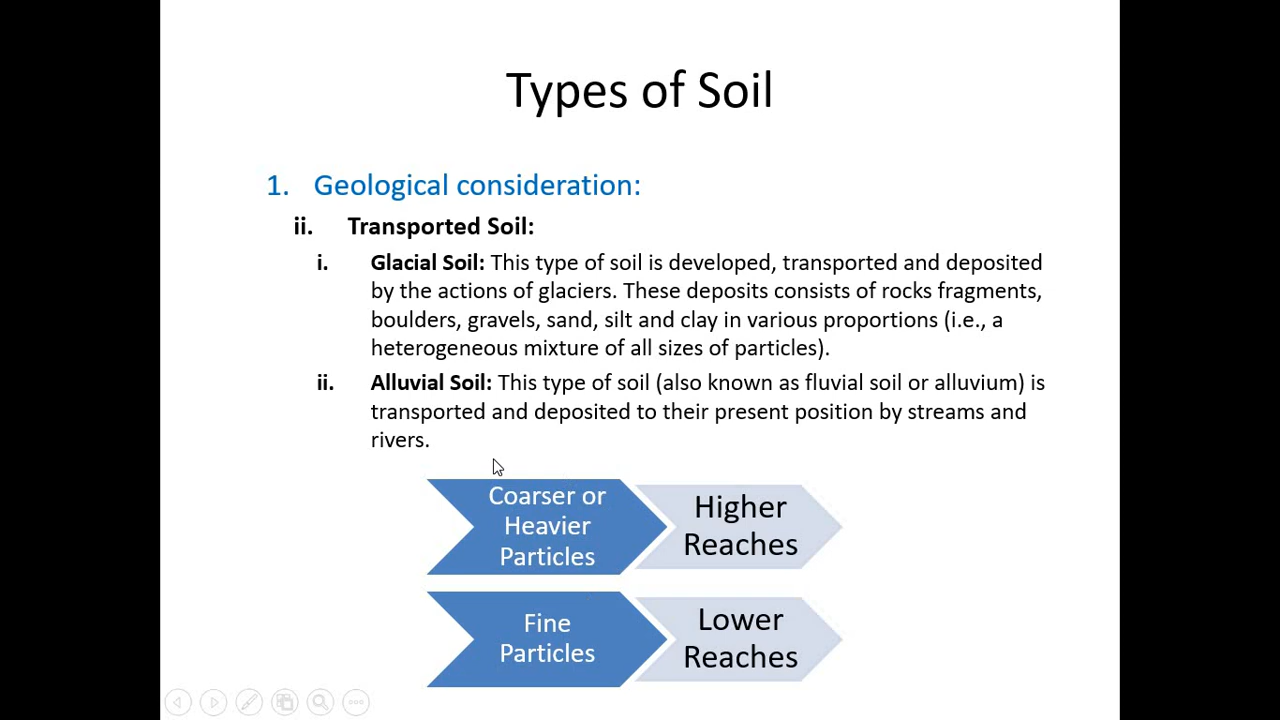 Types of Soil
1. Geological consideration:
ii. Transported Soil:
i. Glacial Soil: This type of soil is developed, transported and deposited
by the actions of glaciers. These deposits consists of rocks fragments,
boulders, gravels, sand, silt and clay in various proportions (i.e., a
heterogeneous mixture of all sizes of particles).
ii. Alluvial Soil: This type of soil (also known as fluvial soil or alluvium) is
transported and deposited to their present position by streams and
rivers.
Coarser or
Heavier
Particles
Higher
Reaches
Fine
Particles
Lower
Reaches